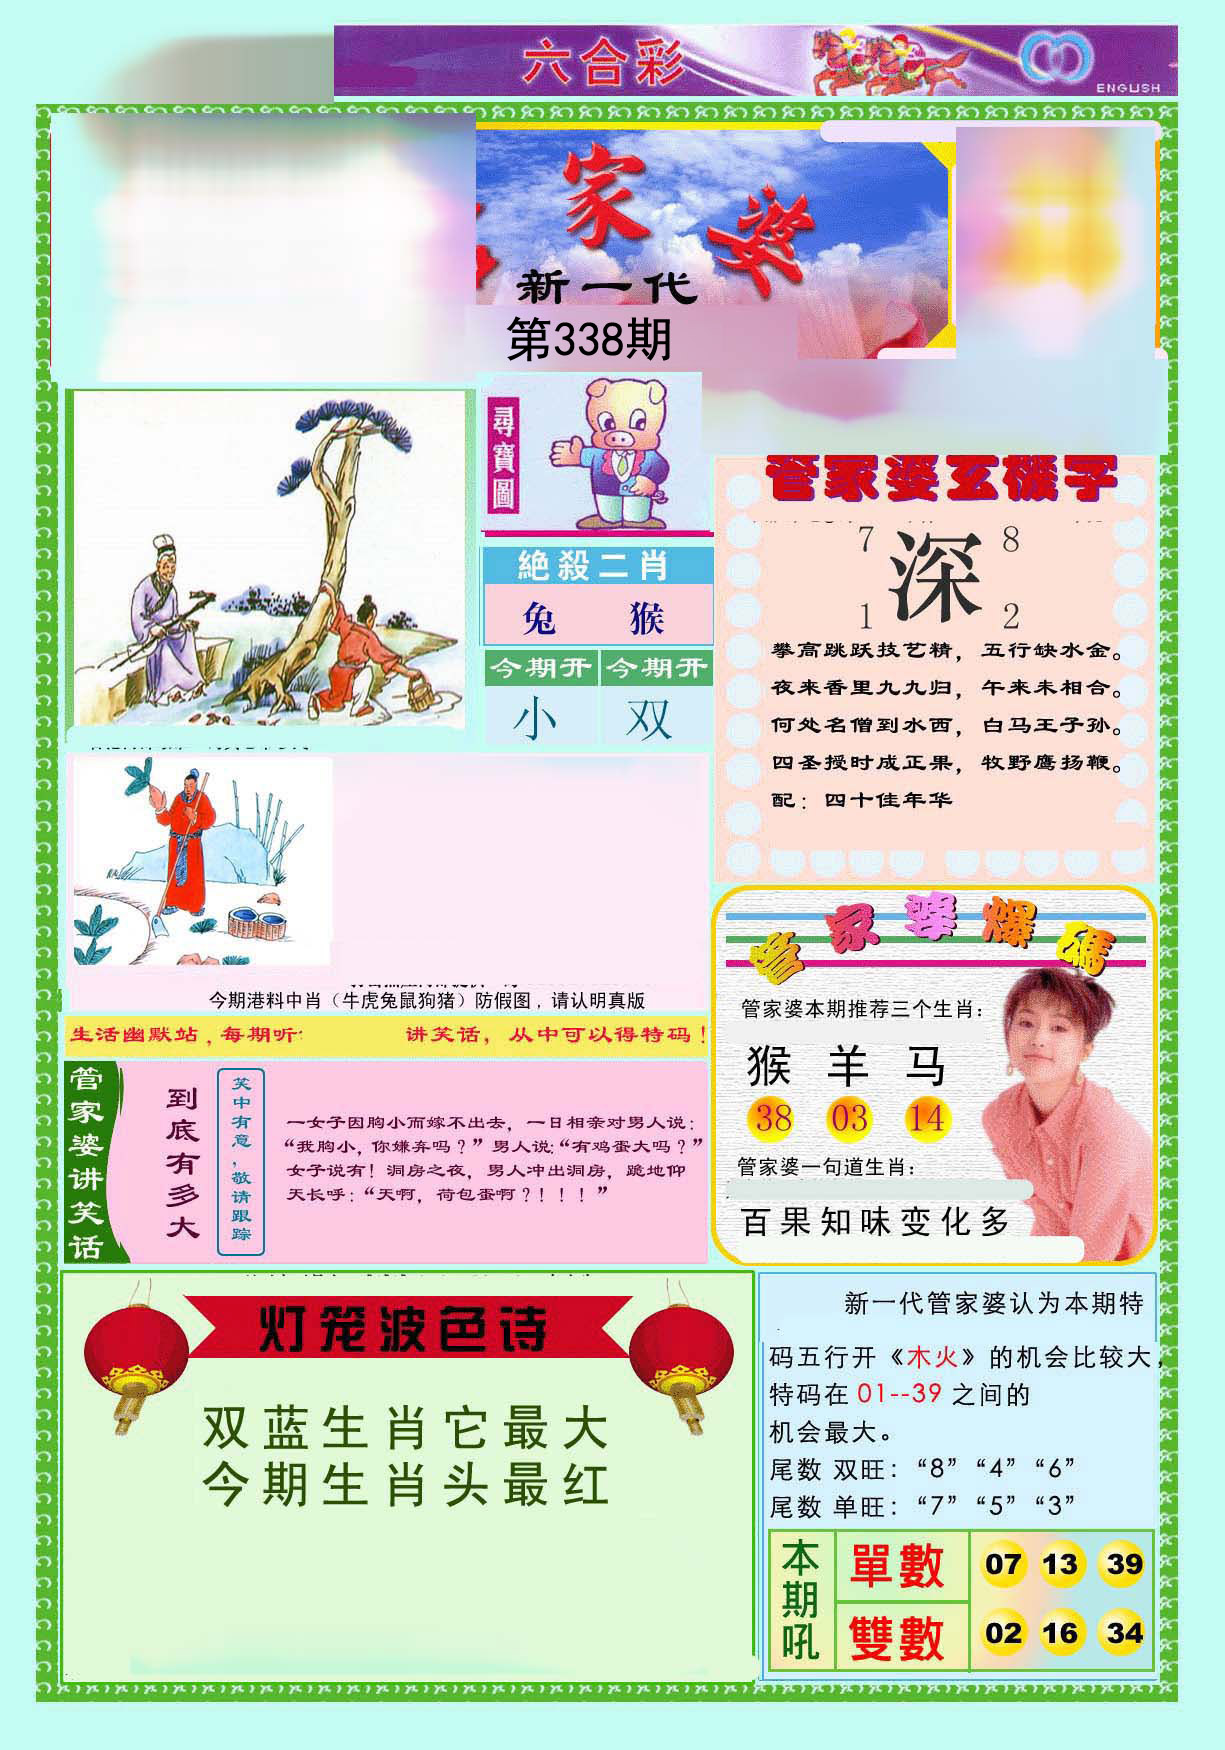 六合彩
ENGLISH
家婆
新一代
第338期
尋寶圖
絕殺二肖
兔 猴
今期开 今期开
小 双
管家婆玄機字
7 8
深
1 2
攀高跳跃技艺精，五行缺水金。
夜来香里九九归，午来未相合。
何处名僧到水西，白马王子孙。
四圣授时成正果，牧野鹰扬鞭。
配：四十佳年华
今期港料中肖（牛虎兔鼠狗猪）防假图，请认明真版
生活幽默站，每期听
讲笑话，从中可以得特码！
管家婆讲笑话
到底有多大
笑中有意，敬请跟踪
一女子因胸小而嫁不出去，一日相亲对男人说：
“我胸小，你嫌弃吗？”男人说：“有鸡蛋大吗？”
女子说有！洞房之夜，男人冲出洞房，跪地仰
天长呼：“天啊，荷包蛋啊？！！！”
管家婆爆碼
管家婆本期推荐三个生肖：
猴 羊 马
38 03 14
管家婆一句道生肖：
百果知味变化多
灯笼波色诗
双蓝生肖它最大
今期生肖头最红
新一代管家婆认为本期特
码五行开《木火》的机会比较大，
特码在 01--39 之间的
机会最大。
尾数 双旺：“8”“4”“6”
尾数 单旺：“7”“5”“3”
本期吼
單數 07 13 39
雙數 02 16 34